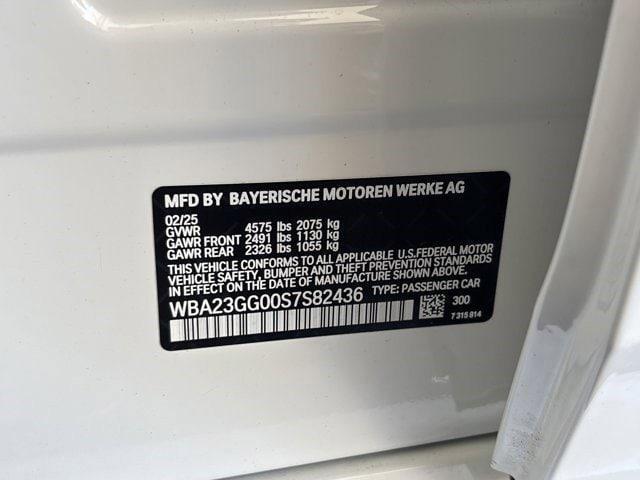 MFD BY BAYERISCHE MOTOREN WERKE AG
02/25
GVWR 4575 lbs 2075 kg
GAWR FRONT 2491 lbs 1130 kg
GAWR REAR 2326 lbs 1055 kg
THIS VEHICLE CONFORMS TO ALL APPLICABLE U.S.FEDERAL MOTOR
VEHICLE SAFETY, BUMPER AND THEFT PREVENTION STANDARDS
IN EFFECT ON THE DATE OF MANUFACTURE SHOWN ABOVE.
WBA23GG00S7S82436 TYPE: PASSENGER CAR
300
7 315 814